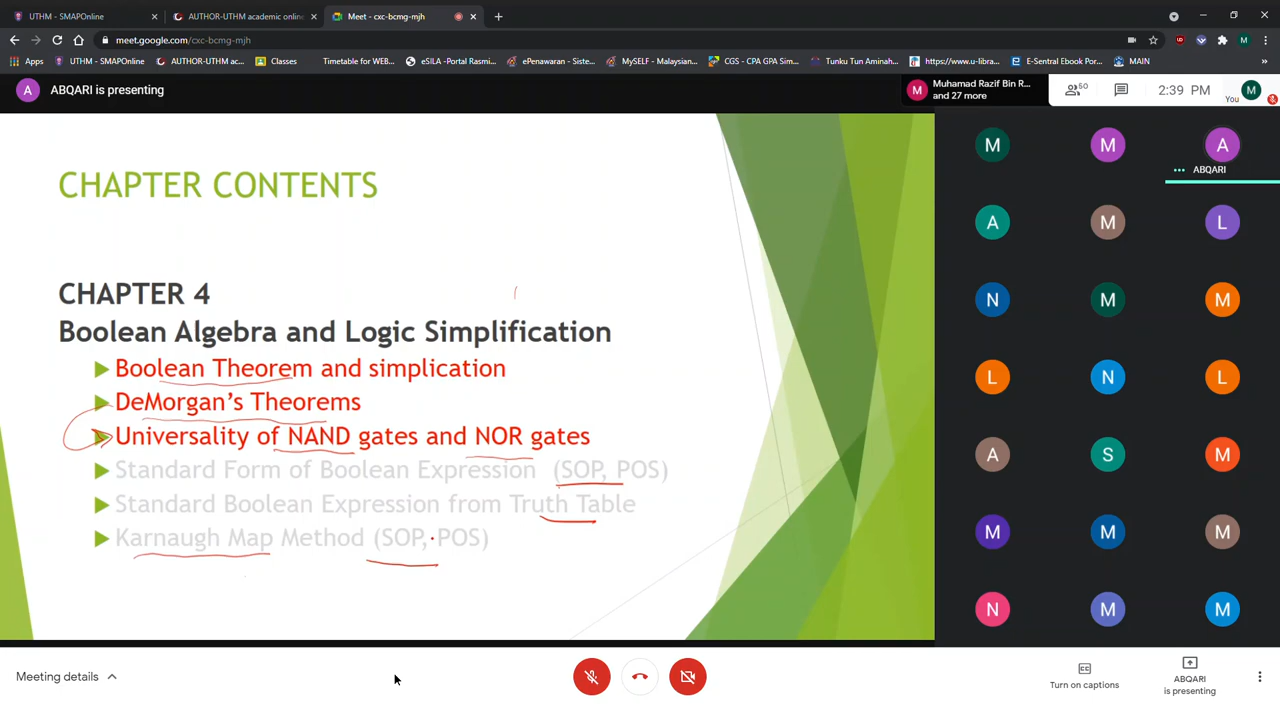 UTHM - SMAPOnline
AUTHOR-UTHM academic online
Meet - cxc-bcmg-mjh
meet.google.com/cxc-bcmg-mjh
M
Apps
UTHM - SMAPOnline
AUTHOR-UTHM ac...
Classes
Timetable for WEB...
eSILA -Portal Rasmi...
ePenawaran - Siste...
MySELF - Malaysian...
CGS - CPA GPA Sim...
Tunku Tun Aminah...
https://www.u-libra...
E-Sentral Ebook Por...
MAIN
»
A
ABQARI is presenting
M
Muhamad Razif Bin R...
and 27 more
50
2:39 PM
You
M
CHAPTER CONTENTS
CHAPTER 4
Boolean Algebra and Logic Simplification
Boolean Theorem and simplication
DeMorgan's Theorems
Universality of NAND gates and NOR gates
Standard Form of Boolean Expression (SOP, POS)
Standard Boolean Expression from Truth Table
Karnaugh Map Method (SOP, POS)
M M A
ABQARI
A M L
N M M
L N L
A S M
M M M
N M M
Meeting details
Turn on captions
ABQARI
is presenting